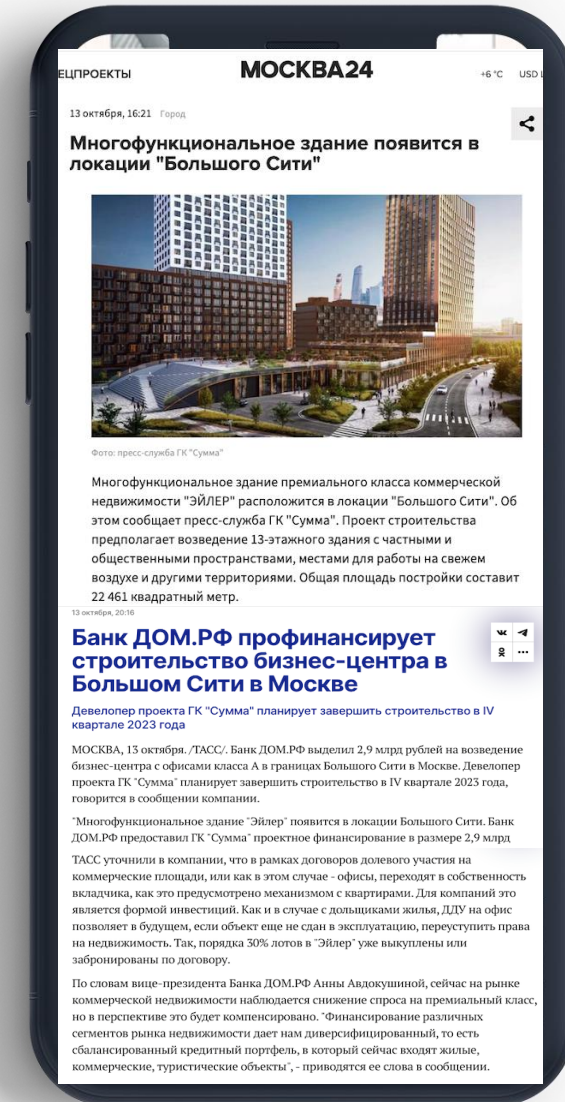 ЕЦПРОЕКТЫ
МОСКВА24
+6 °C USD
13 октября, 16:21 Город
Многофункциональное здание появится в
локации "Большого Сити"
Фото: пресс-служба ГК "Сумма"
Многофункциональное здание премиального класса коммерческой
недвижимости "ЭЙЛЕР" расположится в локации "Большого Сити". Об
этом сообщает пресс-служба ГК "Сумма". Проект строительства
предполагает возведение 13-этажного здания с частными и
общественными пространствами, местами для работы на свежем
воздухе и другими территориями. Общая площадь постройки составит
22 461 квадратный метр.
13 октября, 20:16
Банк ДОМ.РФ профинансирует
строительство бизнес-центра в
Большом Сити в Москве
Девелопер проекта ГК "Сумма" планирует завершить строительство в IV
квартале 2023 года
МОСКВА, 13 октября. /ТАСС/. Банк ДОМ.РФ выделил 2,9 млрд рублей на возведение
бизнес-центра с офисами класса А в границах Большого Сити в Москве. Девелопер
проекта ГК "Сумма" планирует завершить строительство в IV квартале 2023 года,
говорится в сообщении компании.
"Многофункциональное здание "Эйлер" появится в локации Большого Сити. Банк
ДОМ.РФ предоставил ГК "Сумма" проектное финансирование в размере 2,9 млрд
ТАСС уточнили в компании, что в рамках договоров долевого участия на
коммерческие площади, или как в этом случае - офисы, переходят в собственность
вкладчика, как это предусмотрено механизмом с квартирами. Для компаний это
является формой инвестиций. Как и в случае с дольщиками жилья, ДДУ на офис
позволяет в будущем, если объект еще не сдан в эксплуатацию, переуступить права
на недвижимость. Так, порядка 30% лотов в "Эйлер" уже выкуплены или
забронированы по договору.
По словам вице-президента Банка ДОМ.РФ Анны Авдокушиной, сейчас на рынке
коммерческой недвижимости наблюдается снижение спроса на премиальный класс,
но в перспективе это будет компенсировано. "Финансирование различных
сегментов рынка недвижимости дает нам диверсифицированный, то есть
сбалансированный кредитный портфель, в который сейчас входят жилые,
коммерческие, туристические объекты", - приводятся ее слова в сообщении.